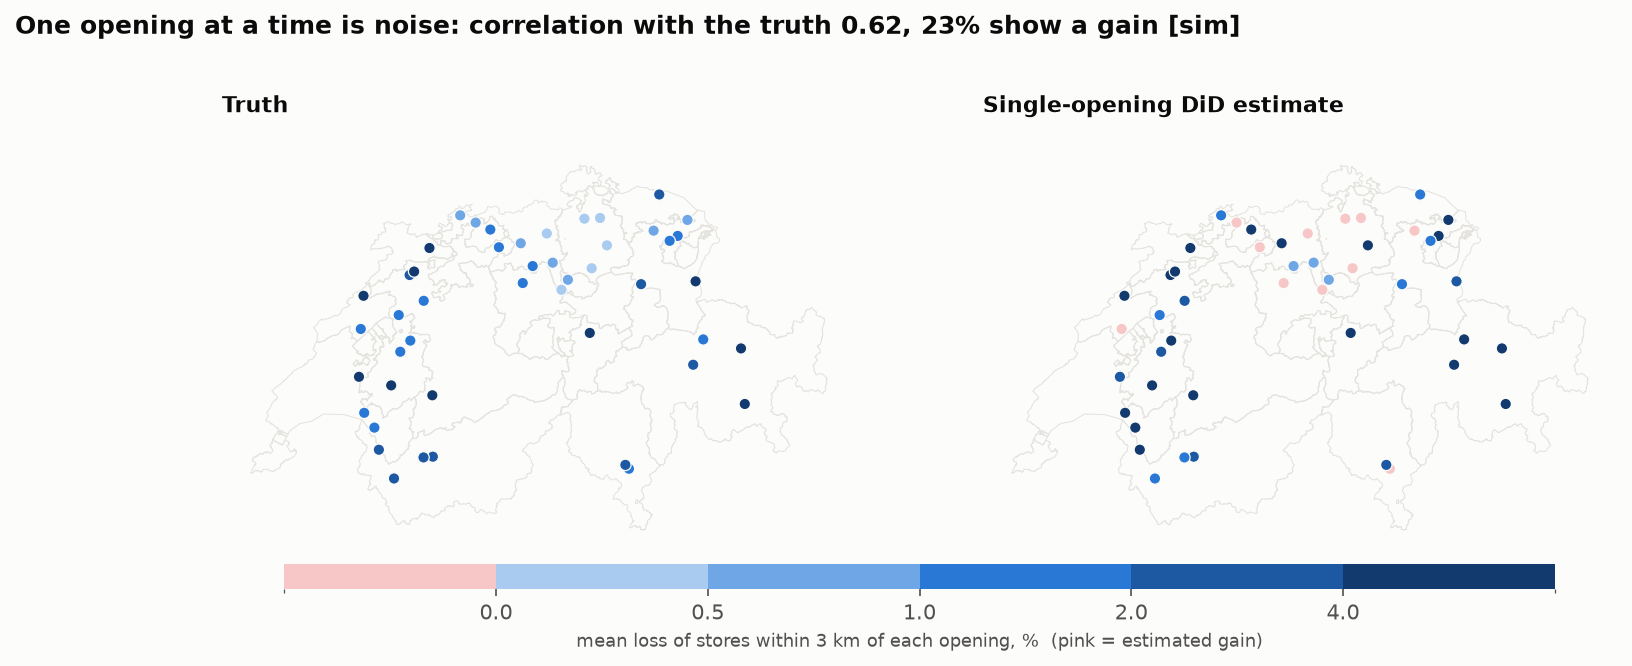 One opening at a time is noise: correlation with the truth 0.62, 23% show a gain [sim]
Truth
Single-opening DiD estimate
0.0 0.5 1.0 2.0 4.0
mean loss of stores within 3 km of each opening, % (pink = estimated gain)